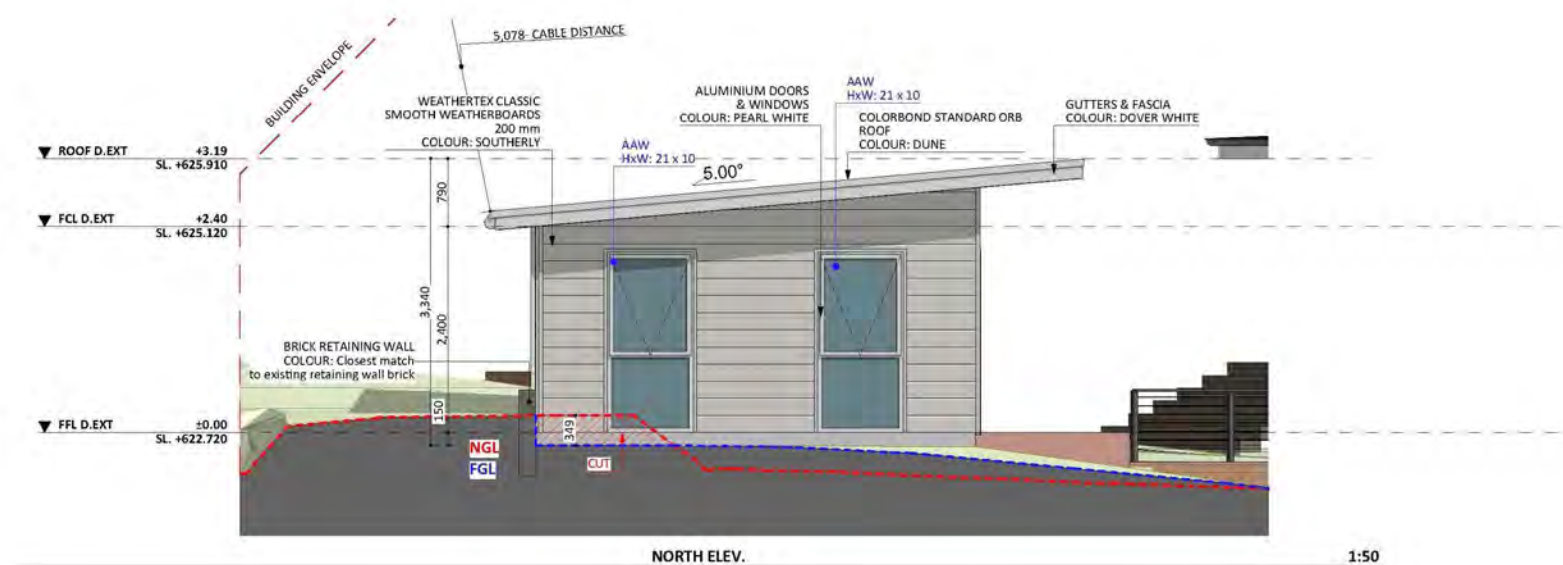 5,078- CABLE DISTANCE
BUILDING ENVELOPE
WEATHERTEX CLASSIC
SMOOTH WEATHERBOARDS
200 mm
COLOUR: SOUTHERLY
AAW
HxW: 21 x 10
ALUMINIUM DOORS
& WINDOWS
COLOUR: PEARL WHITE
AAW
HxW: 21 x 10
COLORBOND STANDARD ORB
ROOF
COLOUR: DUNE
GUTTERS & FASCIA
COLOUR: DOVER WHITE
ROOF D.EXT +3.19
SL. +625.910
5.00°
790
FCL D.EXT +2.40
SL. +625.120
3,340
2,400
BRICK RETAINING WALL
COLOUR: Closest match
to existing retaining wall brick
150
FFL D.EXT ±0.00
SL. +622.720
349
NGL
FGL
CUT
NORTH ELEV.
1:50